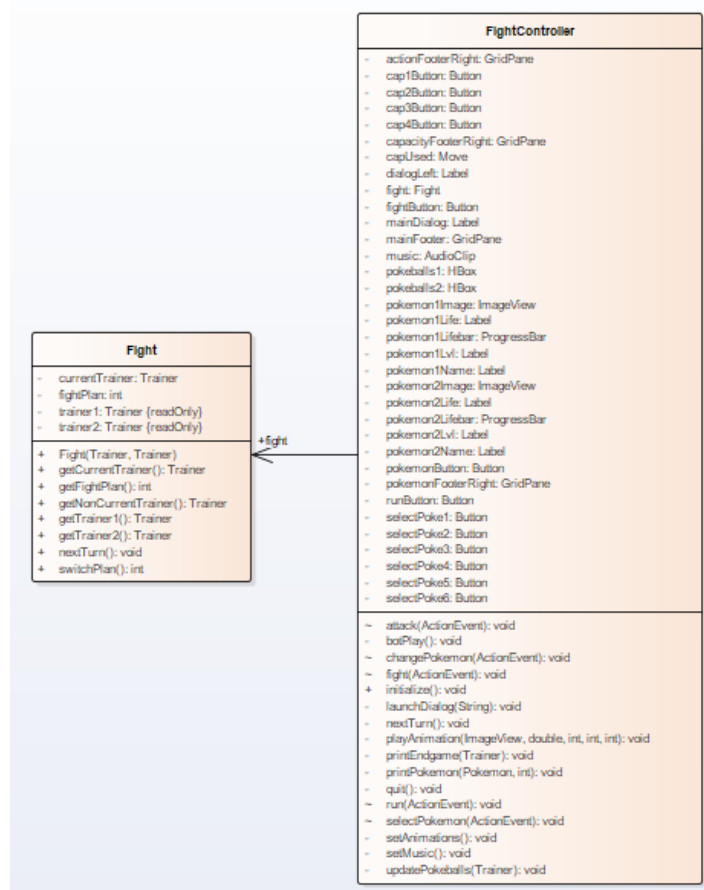 FightController
- actionFooterRight: GridPane
- cap1Button: Button
- cap2Button: Button
- cap3Button: Button
- cap4Button: Button
- capacityFooterRight: GridPane
- capUsed: Move
- dialogLeft: Label
- fight: Fight
- fightButton: Button
- mainDialog: Label
- mainFooter: GridPane
- music: AudioClip
- pokeballs1: HBox
- pokeballs2: HBox
- pokemon1Image: ImageView
- pokemon1Life: Label
- pokemon1Lifebar: ProgressBar
- pokemon1Lvl: Label
- pokemon1Name: Label
- pokemon2Image: ImageView
- pokemon2Life: Label
- pokemon2Lifebar: ProgressBar
- pokemon2Lvl: Label
- pokemon2Name: Label
- pokemonButton: Button
- pokemonFooterRight: GridPane
- runButton: Button
- selectPoke1: Button
- selectPoke2: Button
- selectPoke3: Button
- selectPoke4: Button
- selectPoke5: Button
- selectPoke6: Button
~ attack(ActionEvent): void
- botPlay(): void
~ changePokemon(ActionEvent): void
~ fight(ActionEvent): void
+ initialize(): void
- launchDialog(String): void
- nextTurn(): void
- playAnimation(ImageView, double, int, int, int): void
- printEndgame(Trainer): void
- printPokemon(Pokemon, int): void
- quit(): void
~ run(ActionEvent): void
~ selectPokemon(ActionEvent): void
- setAnimations(): void
- setMusic(): void
- updatePokeballs(Trainer): void
Fight
- currentTrainer: Trainer
- fightPlan: int
- trainer1: Trainer {readOnly}
- trainer2: Trainer {readOnly}
+ Fight(Trainer, Trainer)
+ getCurrentTrainer(): Trainer
+ getFightPlan(): int
+ getNonCurrentTrainer(): Trainer
+ getTrainer1(): Trainer
+ getTrainer2(): Trainer
+ nextTurn(): void
+ switchPlan(): int
+fight